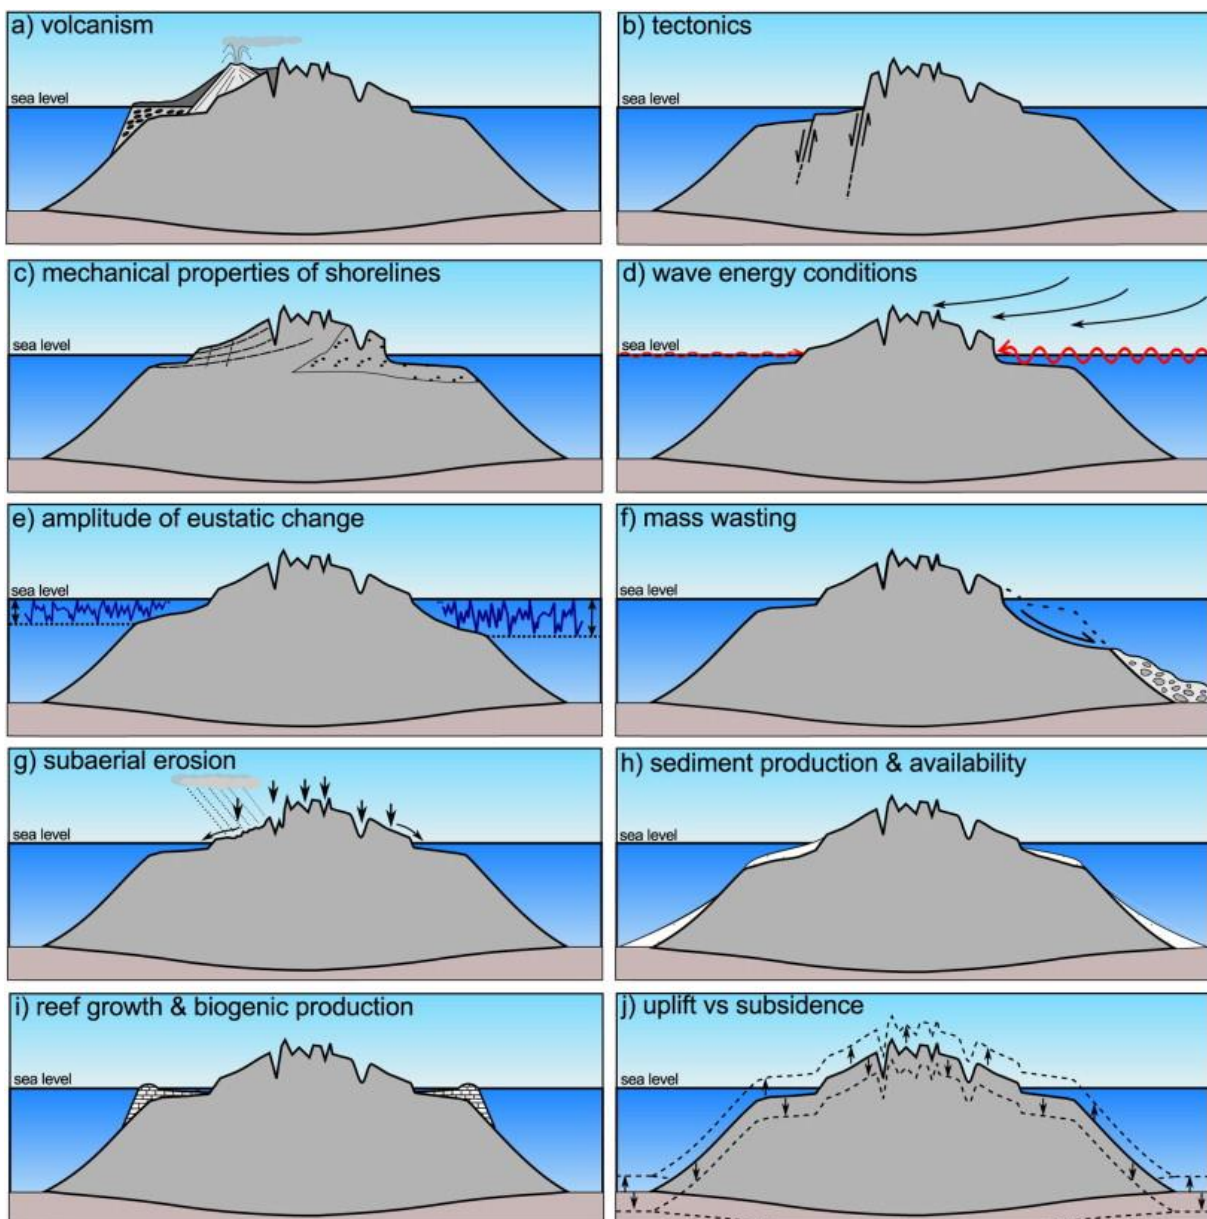 a) volcanism
sea level
b) tectonics
c) mechanical properties of shorelines
sea level
d) wave energy conditions
sea level
e) amplitude of eustatic change
sea level
f) mass wasting
sea level
g) subaerial erosion
sea level
h) sediment production & availability
sea level
i) reef growth & biogenic production
sea level
j) uplift vs subsidence
sea level